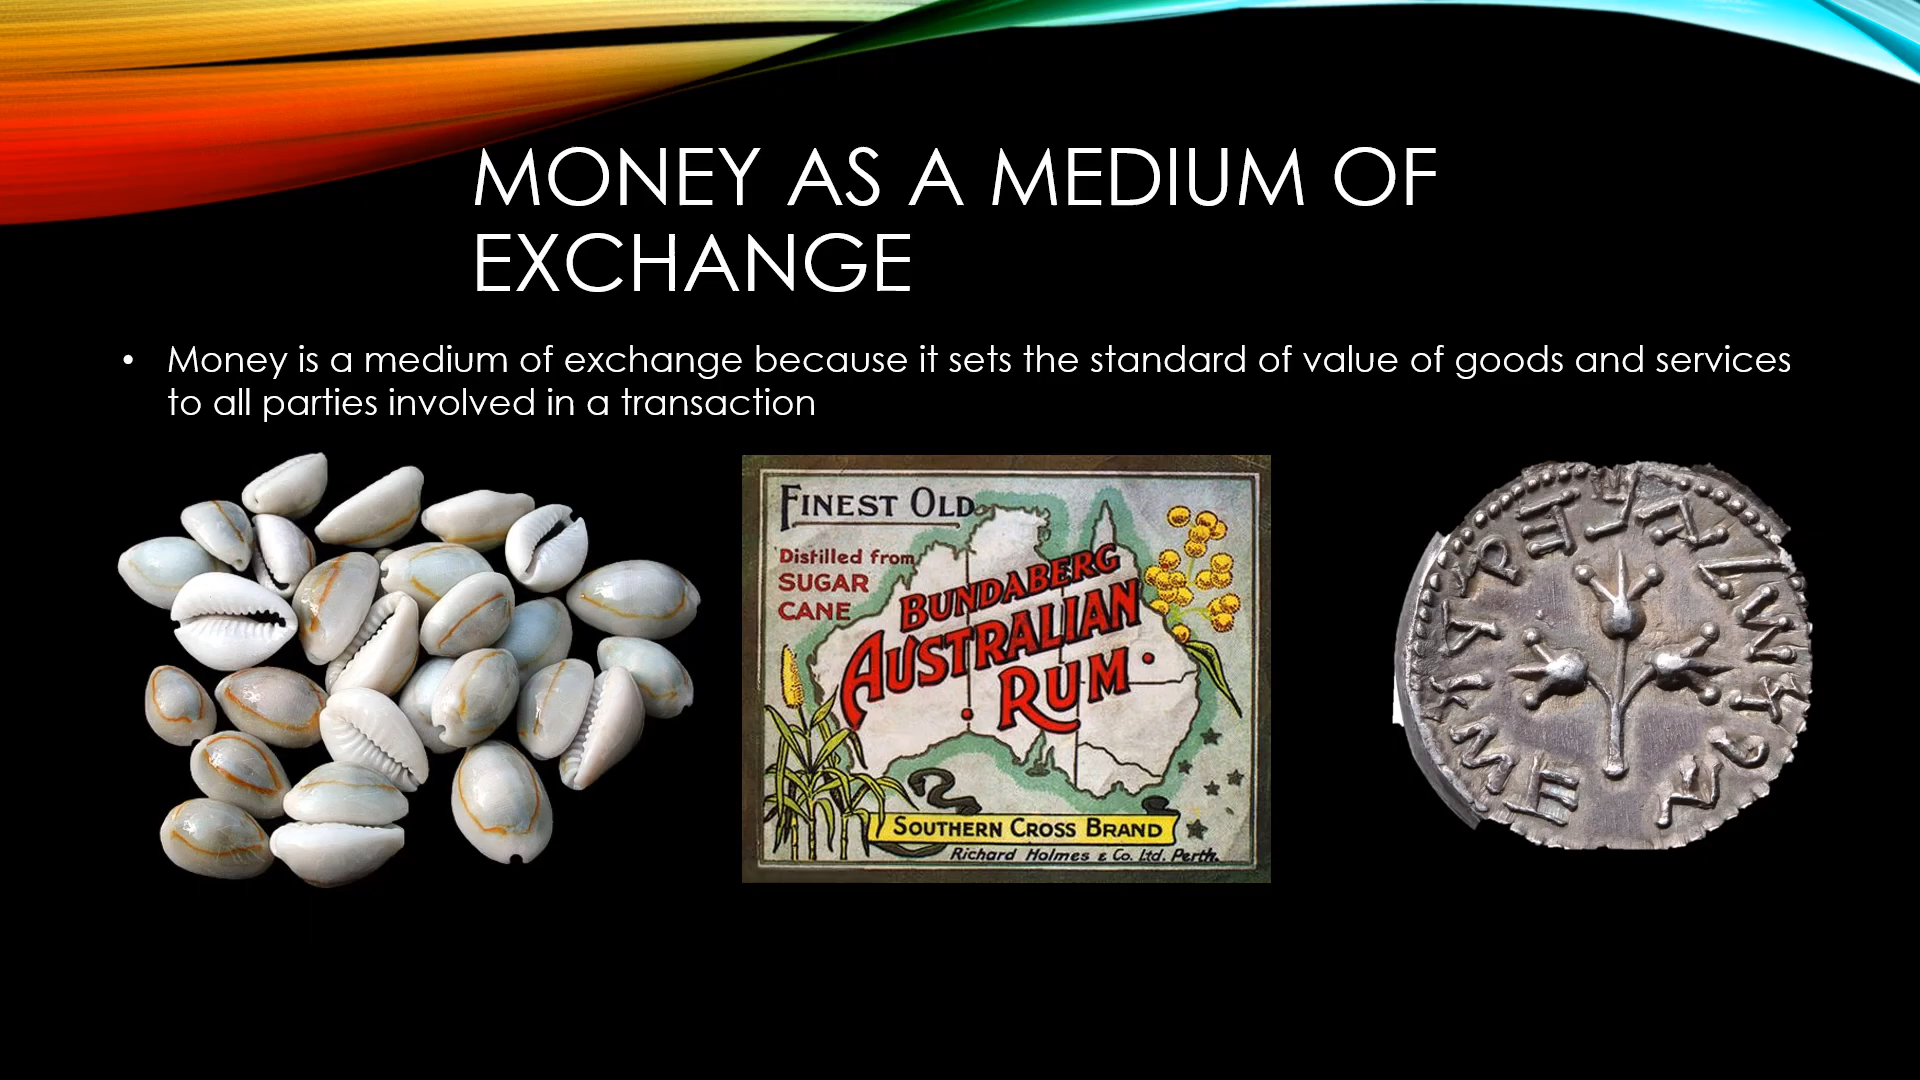 MONEY AS A MEDIUM OF
EXCHANGE
• Money is a medium of exchange because it sets the standard of value of goods and services
to all parties involved in a transaction
FINEST OLD
Distilled from
SUGAR
CANE
BUNDABERG
AUSTRALIAN
RUM
SOUTHERN CROSS BRAND
Richard Holmes & Co. Ltd. Perth.